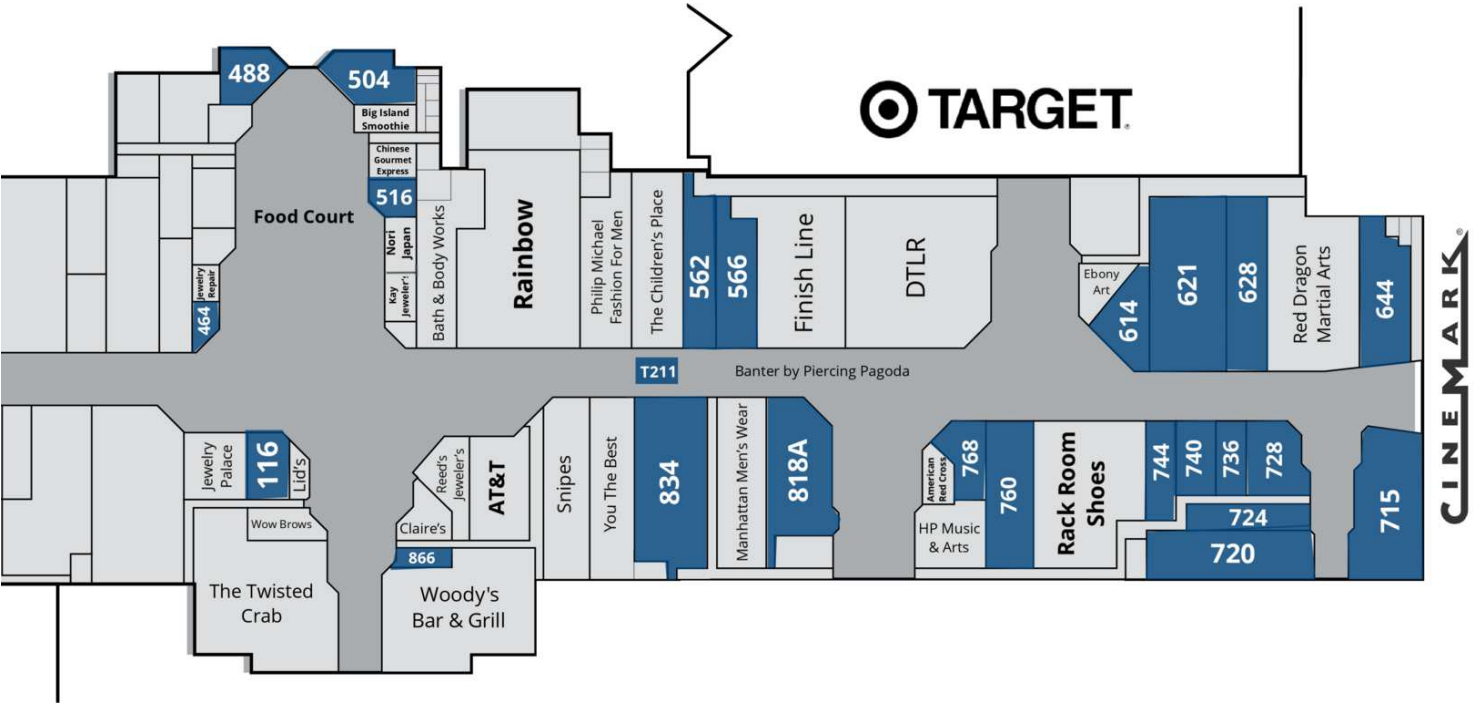 488
504
Big Island
Smoothie
Chinese
Gourmet
Express
516
Food Court
Nori
Japan
Kay
Jeweler's
Jewelry
Repair
464
Bath & Body Works
Rainbow
Philip Michael
Fashion For Men
The Children's Place
562
566
Finish Line
DTLR
TARGET
Ebony
Art
614
621
628
Red Dragon
Martial Arts
644
CINEMARK
T211
Banter by Piercing Pagoda
Jewelry
Palace
116
Lid's
Wow Brows
The Twisted
Crab
Reed's
Jeweler's
Claire's
AT&T
866
Woody's
Bar & Grill
Snipes
You The Best
834
Manhattan Men's Wear
818A
American
Red Cross
768
HP Music
& Arts
760
Rack Room
Shoes
744
740
736
728
724
720
715